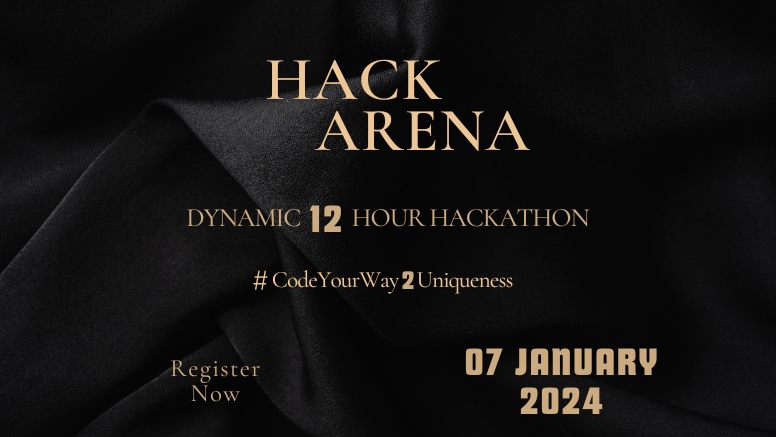 HACK
ARENA
DYNAMIC 12 HOUR HACKATHON
# CodeYourWay2Uniqueness
Register
Now
07 JANUARY
2024